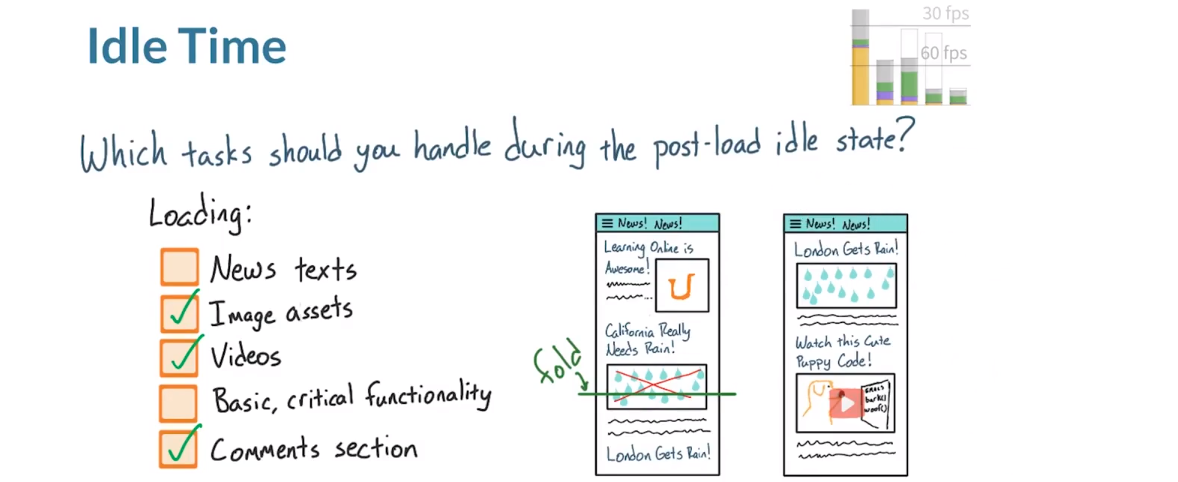 Idle Time
30 fps
60 fps
Which tasks should you handle during the post-load idle state?
Loading:
News texts
Image assets
Videos
Basic, critical functionality
Comments section
fold
News! News!
Learning Online is
Awesome!
U
California Really
Needs Rain!
London Gets Rain!
News! News!
London Gets Rain!
Watch this Cute
Puppy Code!
bark()
woof()